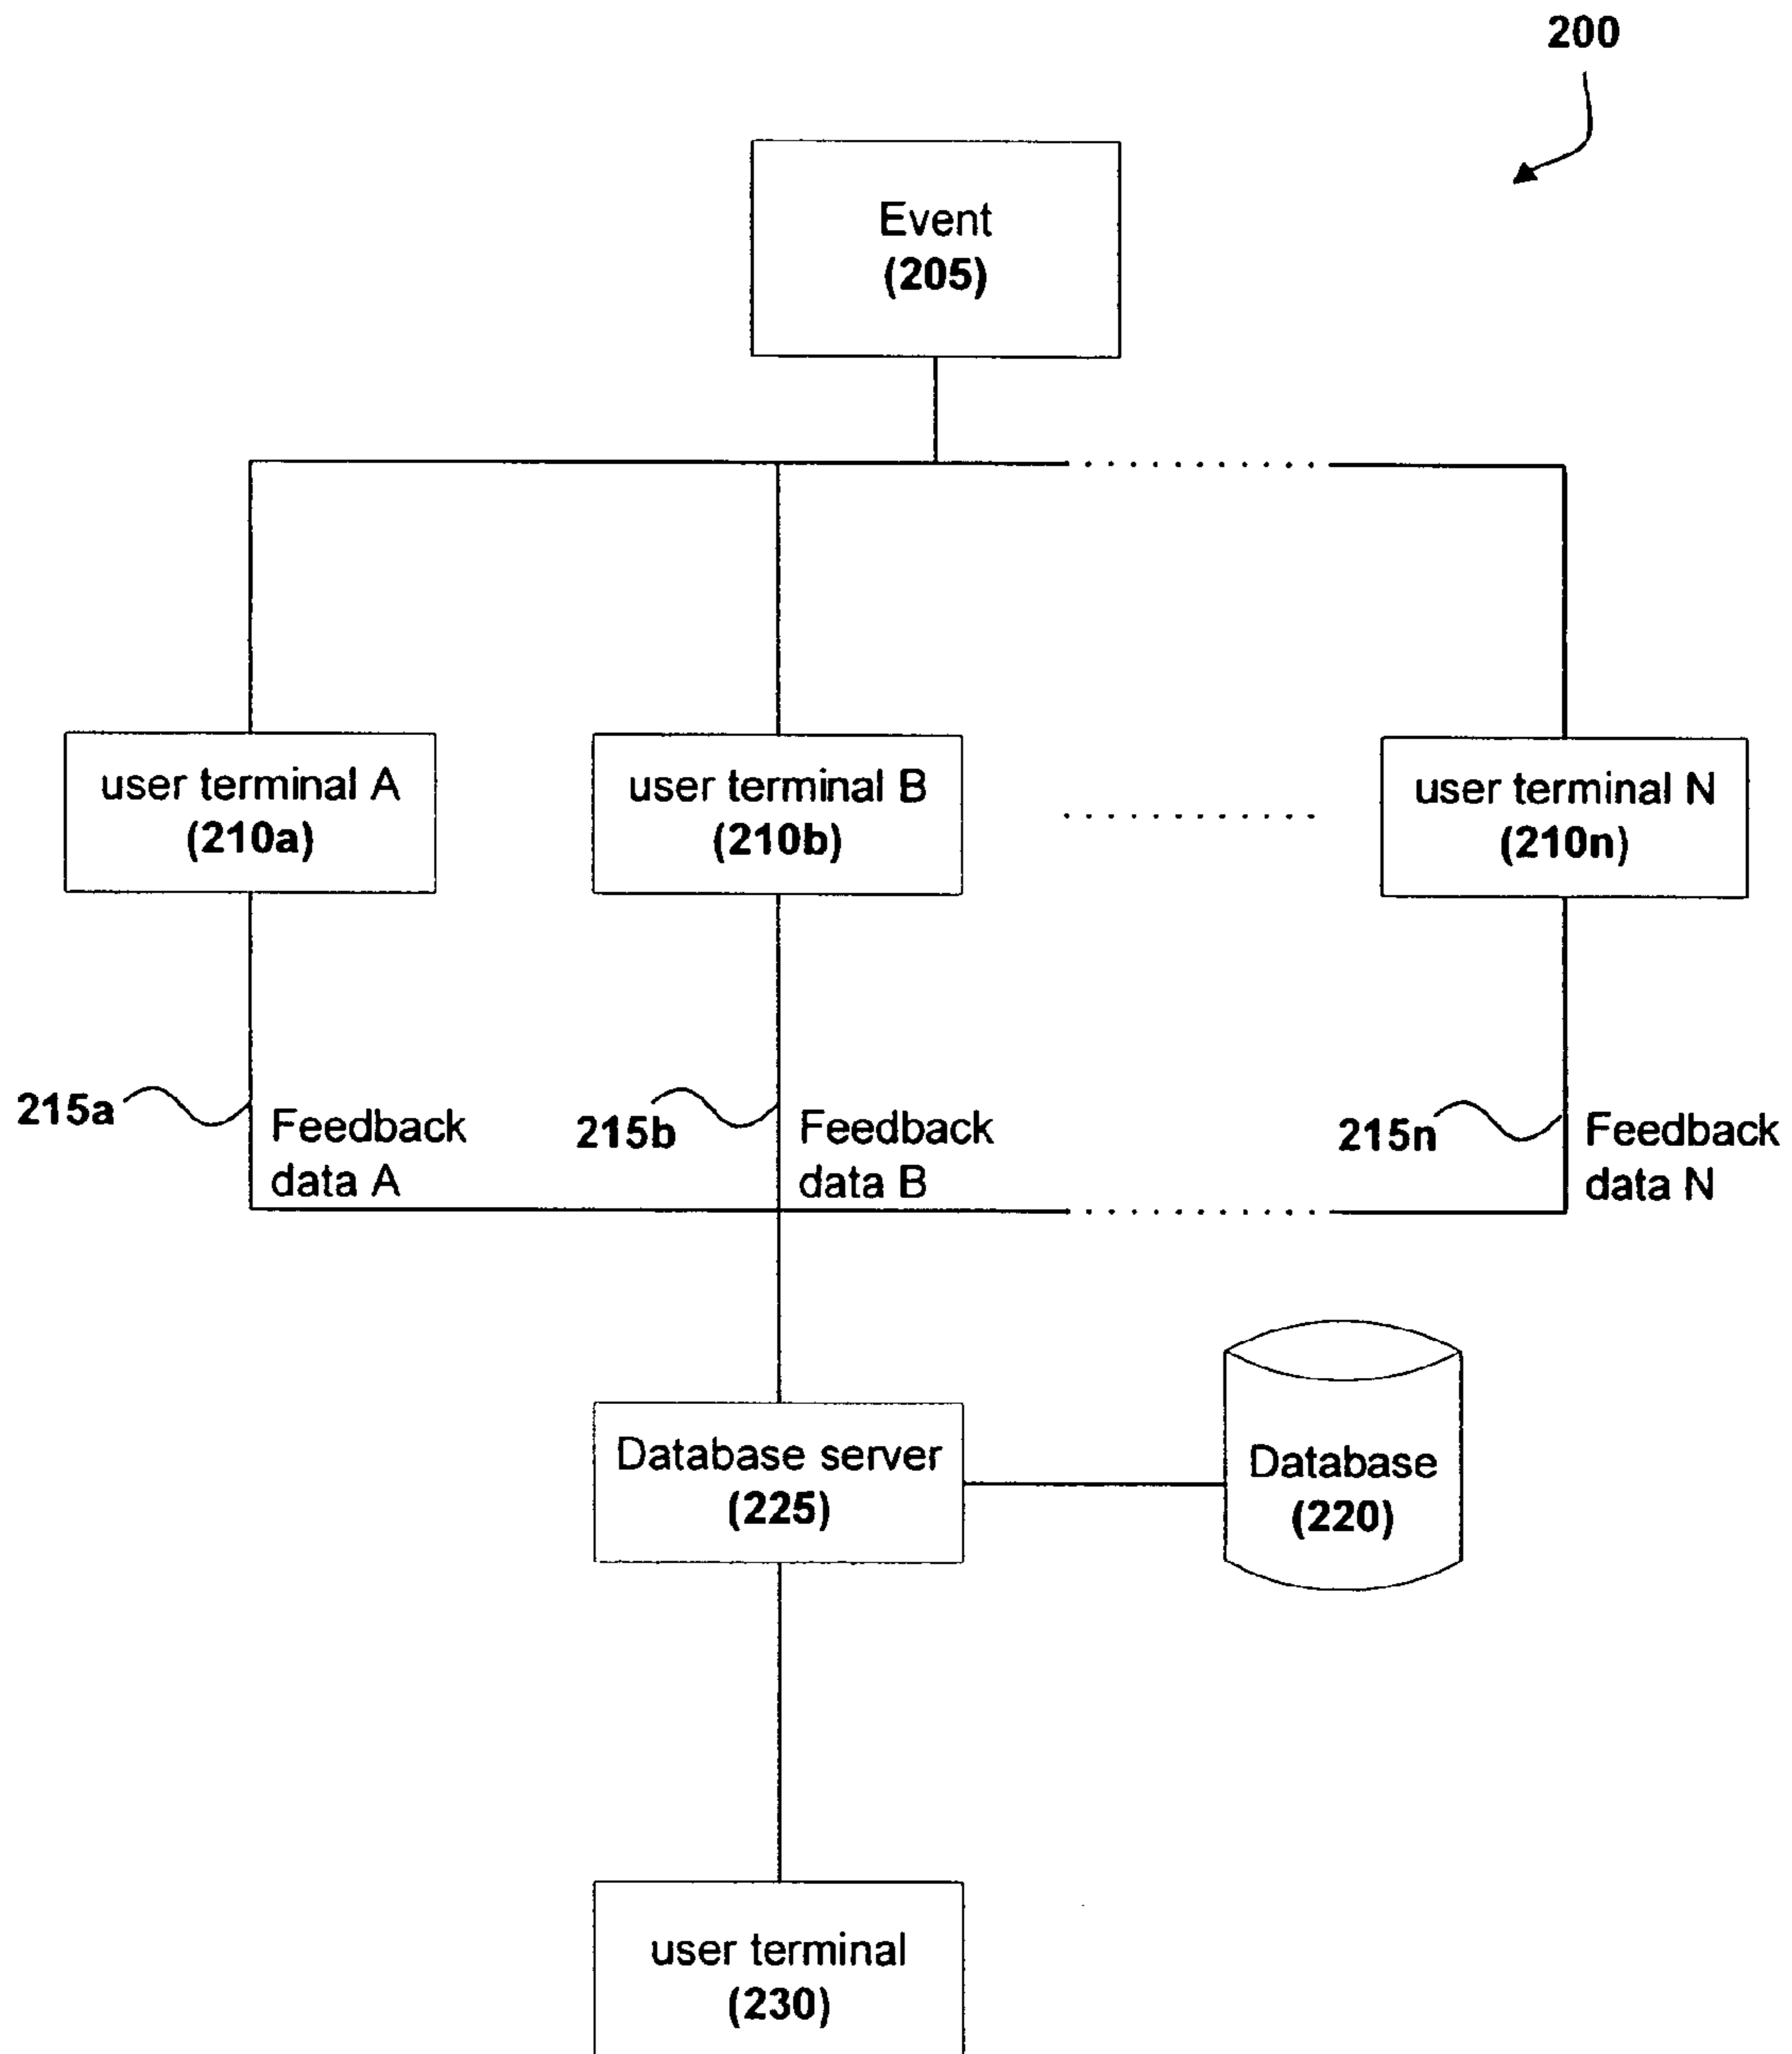 200
Event
(205)
user terminal A
(210a)
user terminal B
(210b)
user terminal N
(210n)
215a
Feedback
data A
215b
Feedback
data B
215n
Feedback
data N
Database server
(225)
Database
(220)
user terminal
(230)